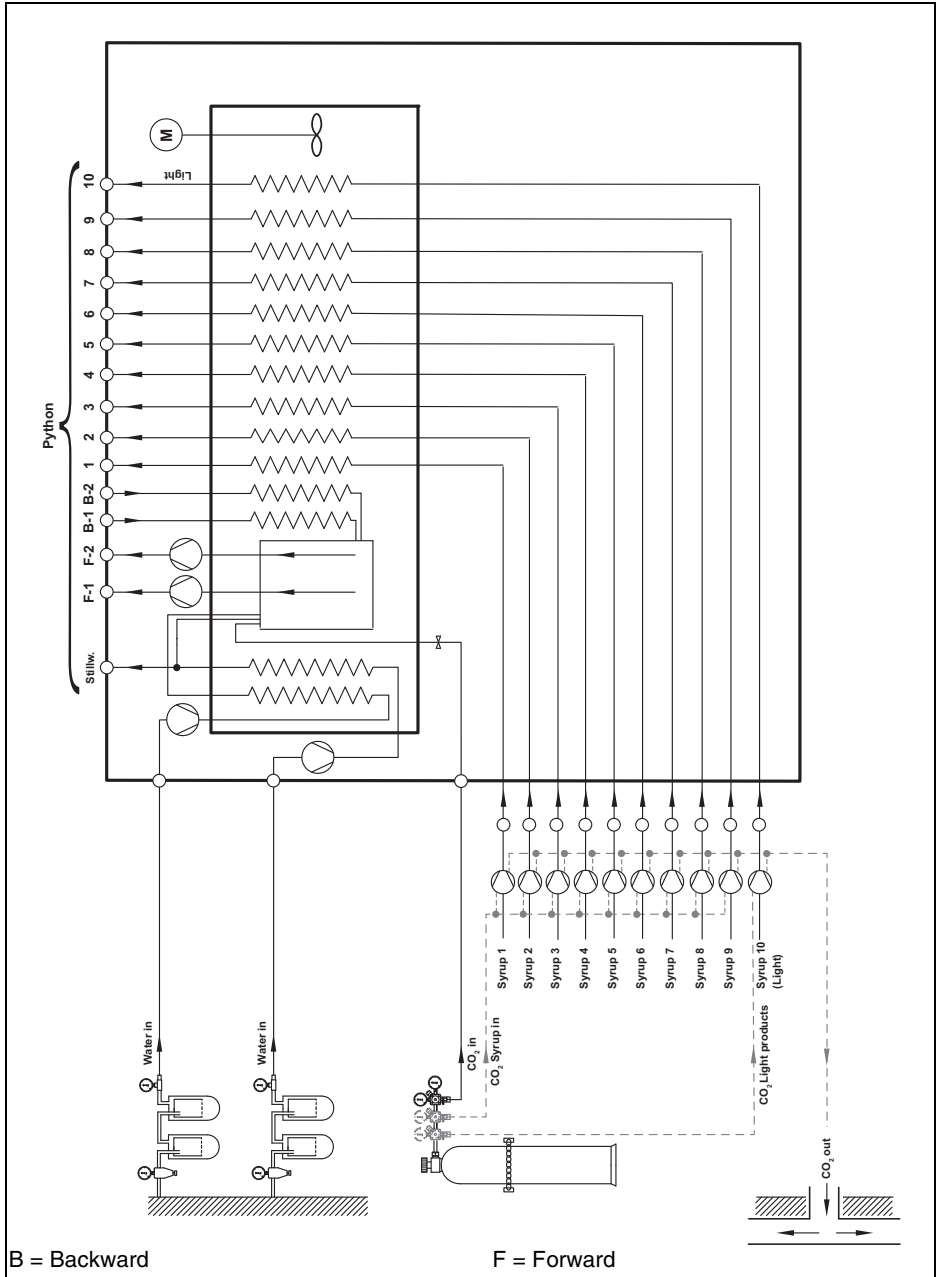 M
Python
Stillw.
F-1
F-2
B-1
B-2
1
2
3
4
5
6
7
8
9
10
Light
Syrup 1
Syrup 2
Syrup 3
Syrup 4
Syrup 5
Syrup 6
Syrup 7
Syrup 8
Syrup 9
Syrup 10
(Light)
Water in
Water in
CO₂ in
CO₂ Syrup in
CO₂ Light products
CO₂ out
B = Backward
F = Forward